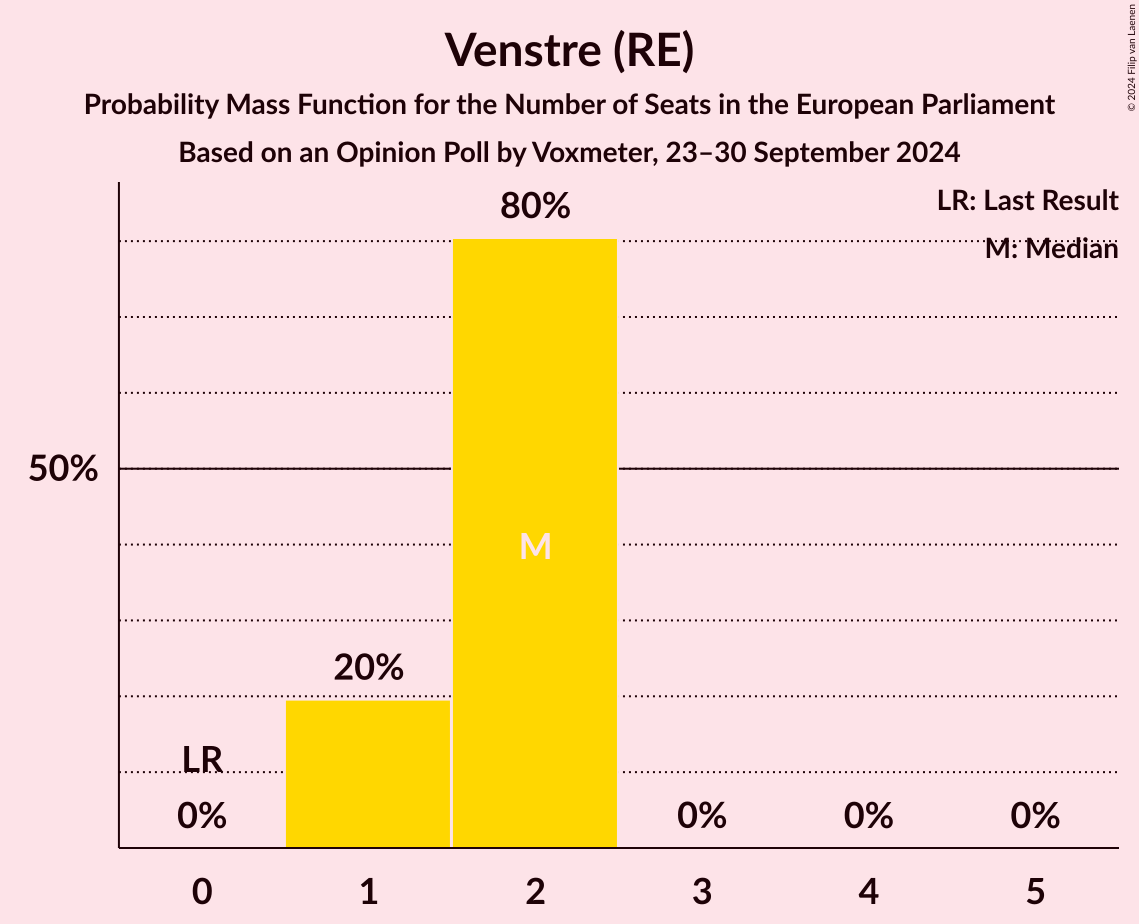 Venstre (RE)
Probability Mass Function for the Number of Seats in the European Parliament
Based on an Opinion Poll by Voxmeter, 23–30 September 2024
© 2024 Filip van Laenen
LR: Last Result
M: Median
80%
50%
M
20%
LR
0%
0%
0%
0%
0
1
2
3
4
5